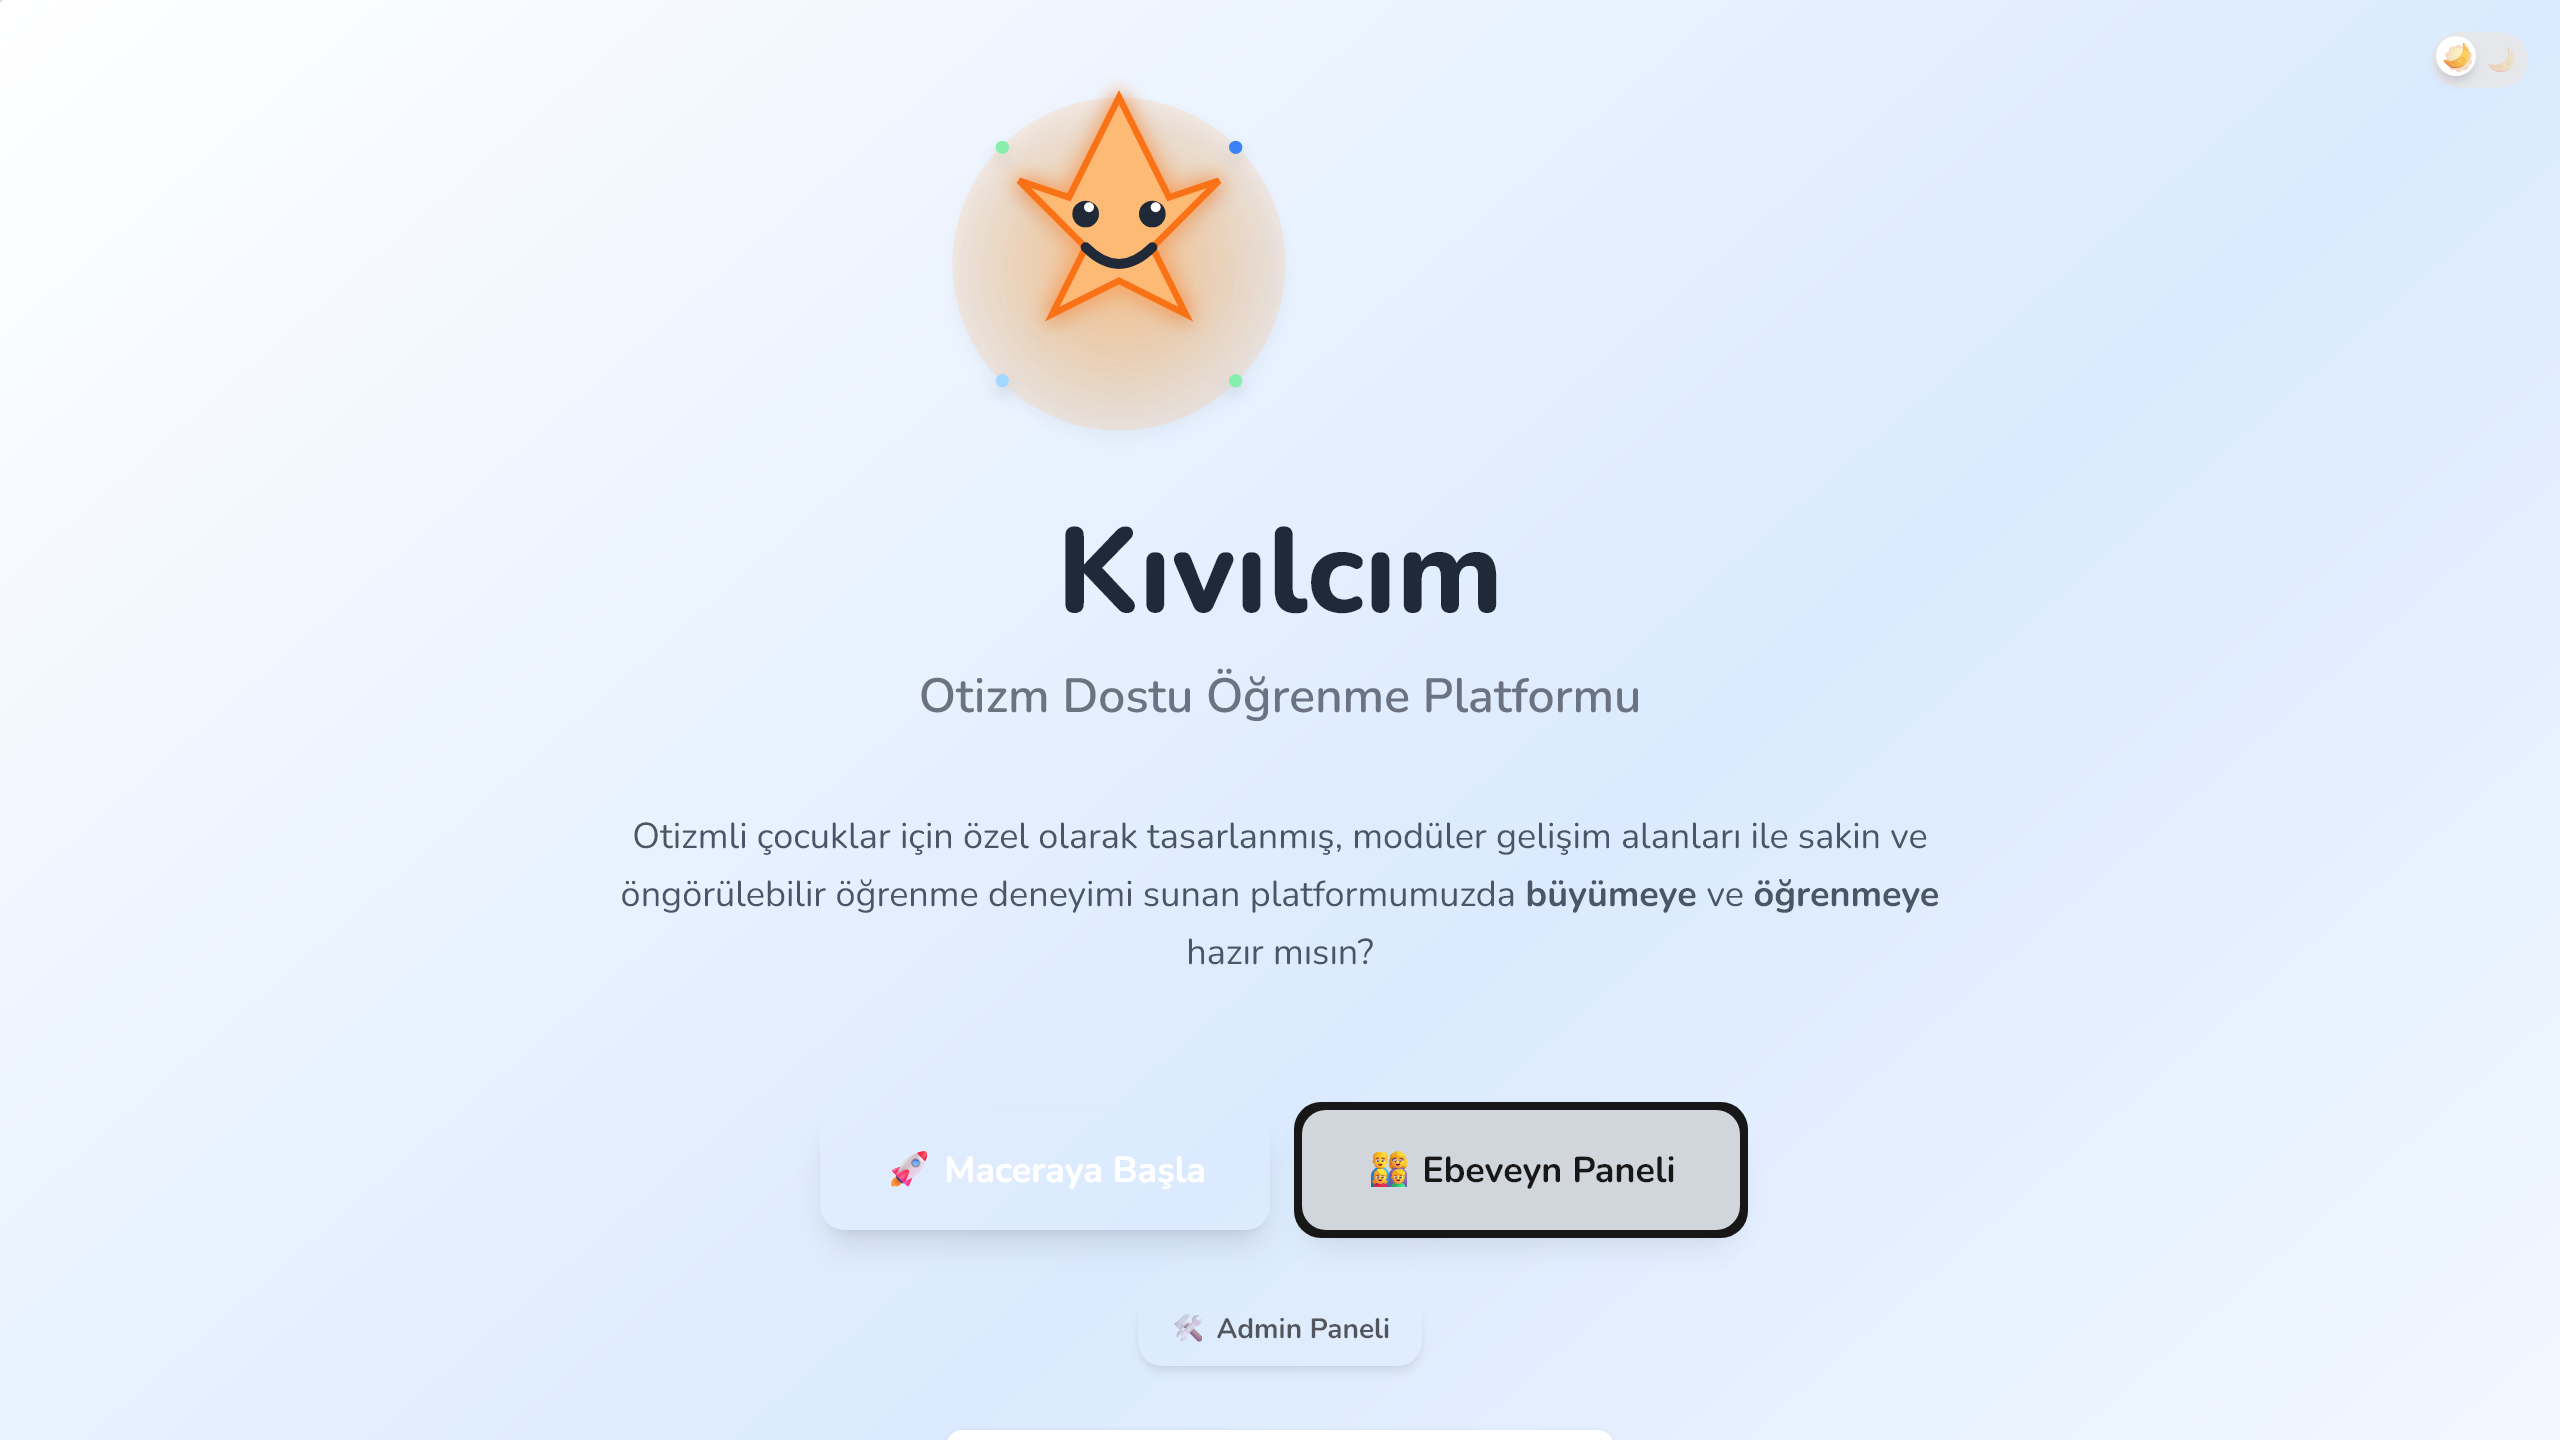 Kıvılcım
Otizm Dostu Öğrenme Platformu
Otizmli çocuklar için özel olarak tasarlanmış, modüler gelişim alanları ile sakin ve
öngörülebilir öğrenme deneyimi sunan platformumuzda büyümeye ve öğrenmeye
hazır mısın?
🚀 Maceraya Başla
👨‍👩‍👧‍👦 Ebeveyn Paneli
🛠️ Admin Paneli